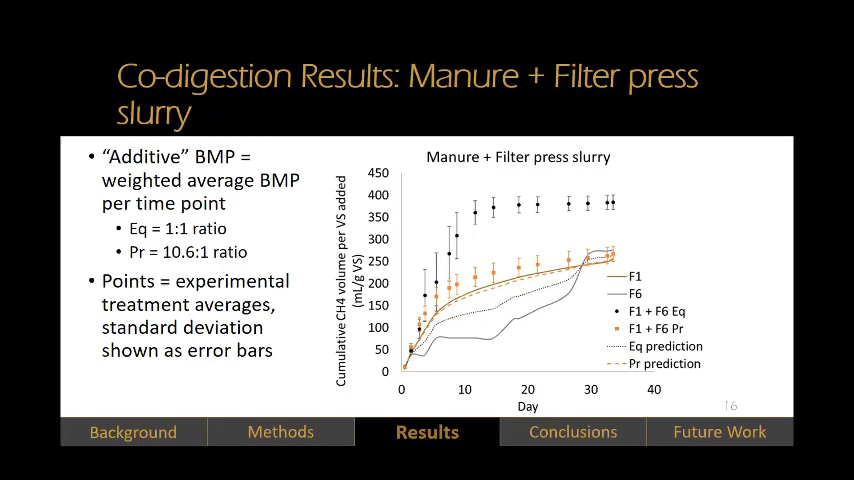 Co-digestion Results: Manure + Filter press
slurry
• “Additive” BMP =
weighted average BMP
per time point
• Eq = 1:1 ratio
• Pr = 10.6:1 ratio
• Points = experimental
treatment averages,
standard deviation
shown as error bars
Manure + Filter press slurry
Cumulative CH4 volume per VS added
(mL/g VS)
450
400
350
300
250
200
150
100
50
0
0 10 20 30 40
Day
F1
F6
F1 + F6 Eq
F1 + F6 Pr
Eq prediction
Pr prediction
16
Background Methods Results Conclusions Future Work